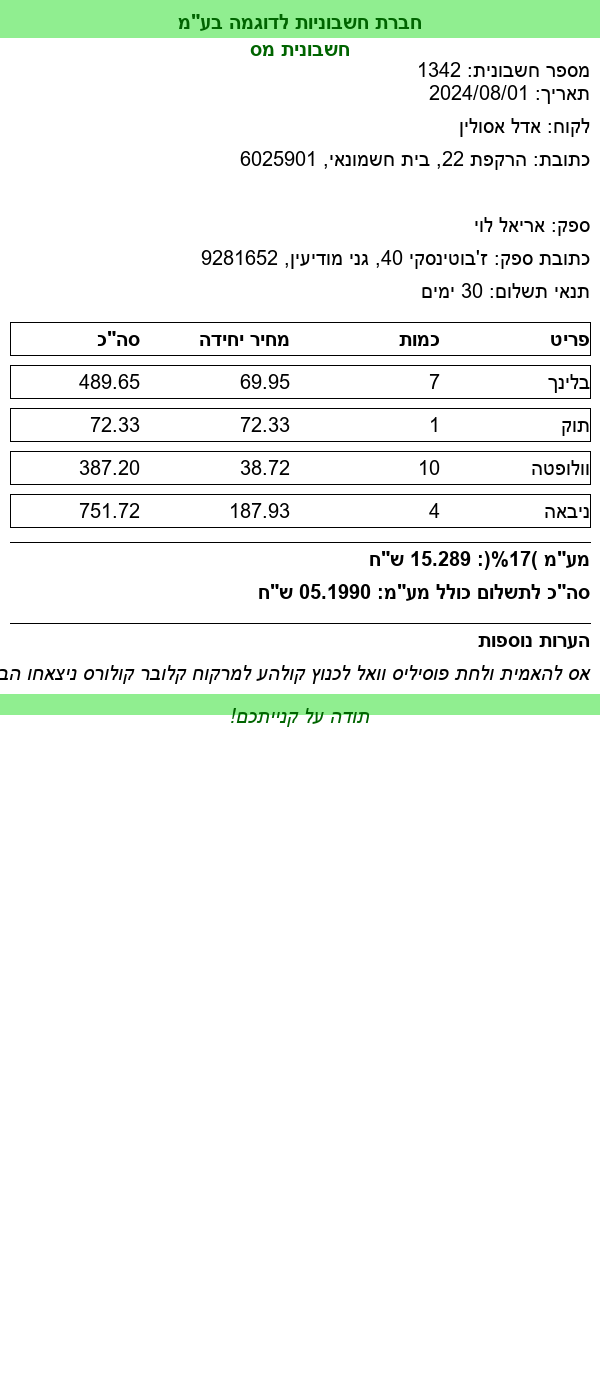 חברת חשבוניות לדוגמה בע"מ
חשבונית מס
מספר חשבונית: 1342
תאריך: 2024/08/01
לקוח: אדל אסולין
כתובת: הרקפת 22, בית חשמונאי, 6025901
ספק: אריאל לוי
כתובת ספק: ז'בוטינסקי 40, גני מודיעין, 9281652
תנאי תשלום: 30 ימים
פריט כמות מחיר יחידה סה"כ
בלינך 7 69.95 489.65
תוק 1 72.33 72.33
וולופטה 10 38.72 387.20
ניבאה 4 187.93 751.72
מע"מ )17%(: 15.289 ש"ח
סה"כ לתשלום כולל מע"מ: 05.1990 ש"ח
הערות נוספות
אס להאמית ולחת פוסיליס וואל לכנוץ קולהע למרקוח קלובר קולורס ניצאחו הב
תודה על קנייתכם!